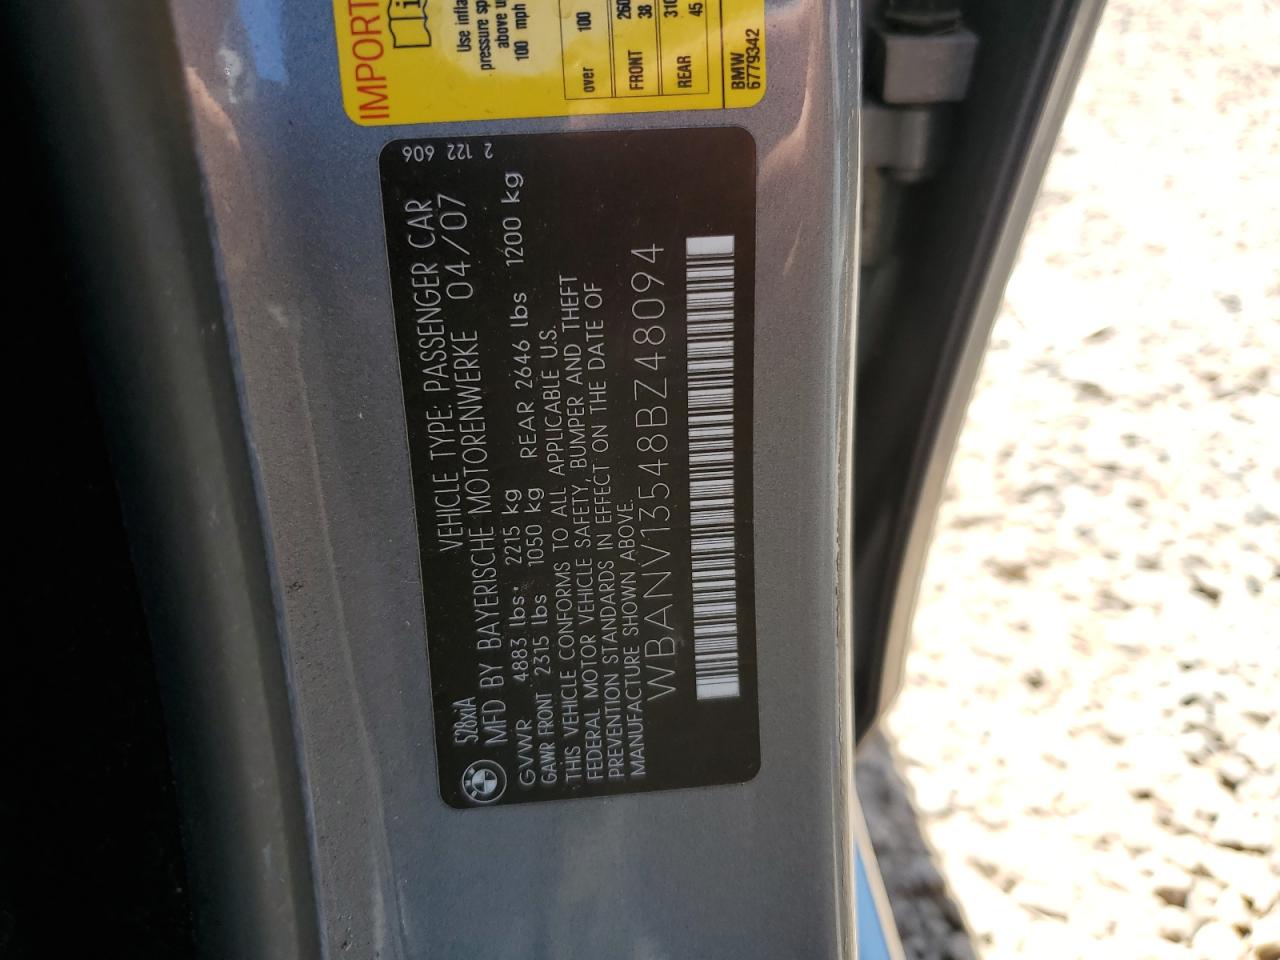 IMPORT
Use infla
pressure sp
above
100 mph
over 100
FRONT 260 38
REAR 310 45
BMW
6779342
606 122 2
528xiA VEHICLE TYPE: PASSENGER CAR
MFD BY BAYERISCHE MOTORENWERKE 04/07
GVWR 4883 lbs. 2215 kg
GAWR FRONT 2315 lbs 1050 kg REAR 2646 lbs 1200 kg
THIS VEHICLE CONFORMS TO ALL APPLICABLE U.S.
FEDERAL MOTOR VEHICLE SAFETY, BUMPER AND THEFT
PREVENTION STANDARDS IN EFFECT ON THE DATE OF
MANUFACTURE SHOWN ABOVE.
WBANV13548BZ48094